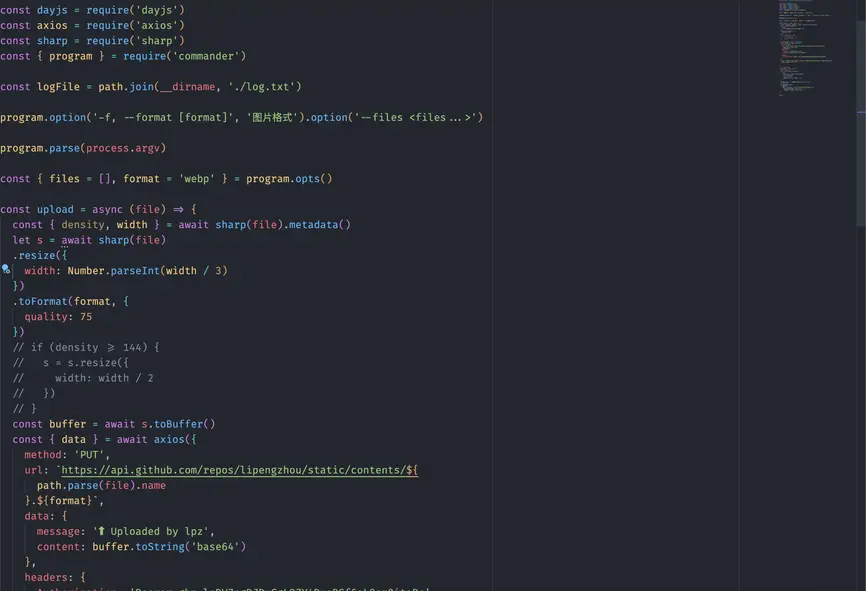 const dayjs = require('dayjs')
const axios = require('axios')
const sharp = require('sharp')
const { program } = require('commander')
const logFile = path.join(__dirname, './log.txt')
program.option('-f, --format [format]', '图片格式').option('--files <files...>')
program.parse(process.argv)
const { files = [], format = 'webp' } = program.opts()
const upload = async (file) => {
const { density, width } = await sharp(file).metadata()
let s = await sharp(file)
.resize({
width: Number.parseInt(width / 3)
})
.toFormat(format, {
quality: 75
})
// if (density >= 144) {
//   s = s.resize({
//     width: width / 2
//   })
// }
const buffer = await s.toBuffer()
const { data } = await axios({
method: 'PUT',
url: `https://api.github.com/repos/lipengzhou/static/contents/${
path.parse(file).name
}.${format}`,
data: {
message: '⬆ Uploaded by lpz',
content: buffer.toString('base64')
},
headers: {